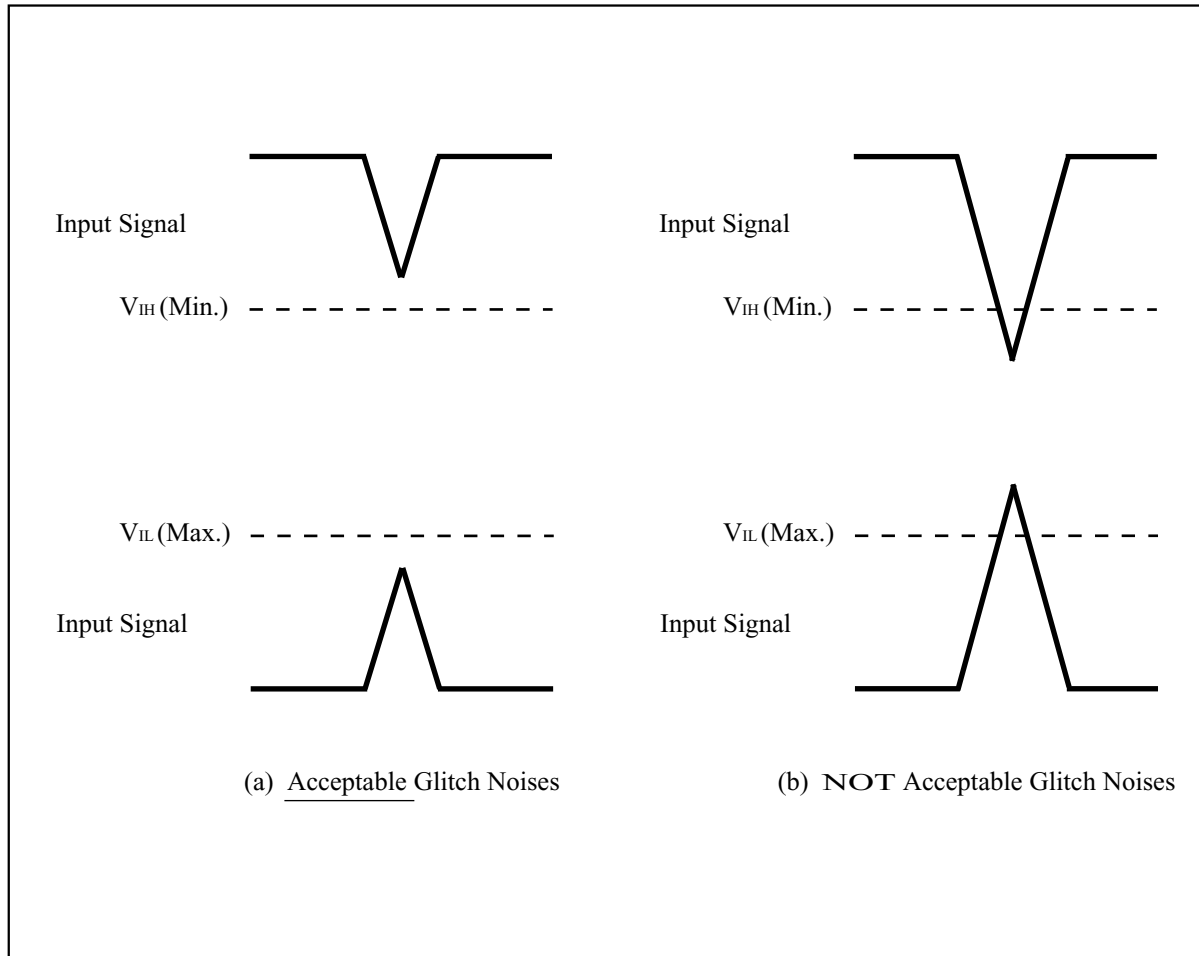 Input Signal
Input Signal
VIH (Min.)
VIH (Min.)
VIL (Max.)
VIL (Max.)
Input Signal
Input Signal
(a) Acceptable Glitch Noises
(b) NOT Acceptable Glitch Noises